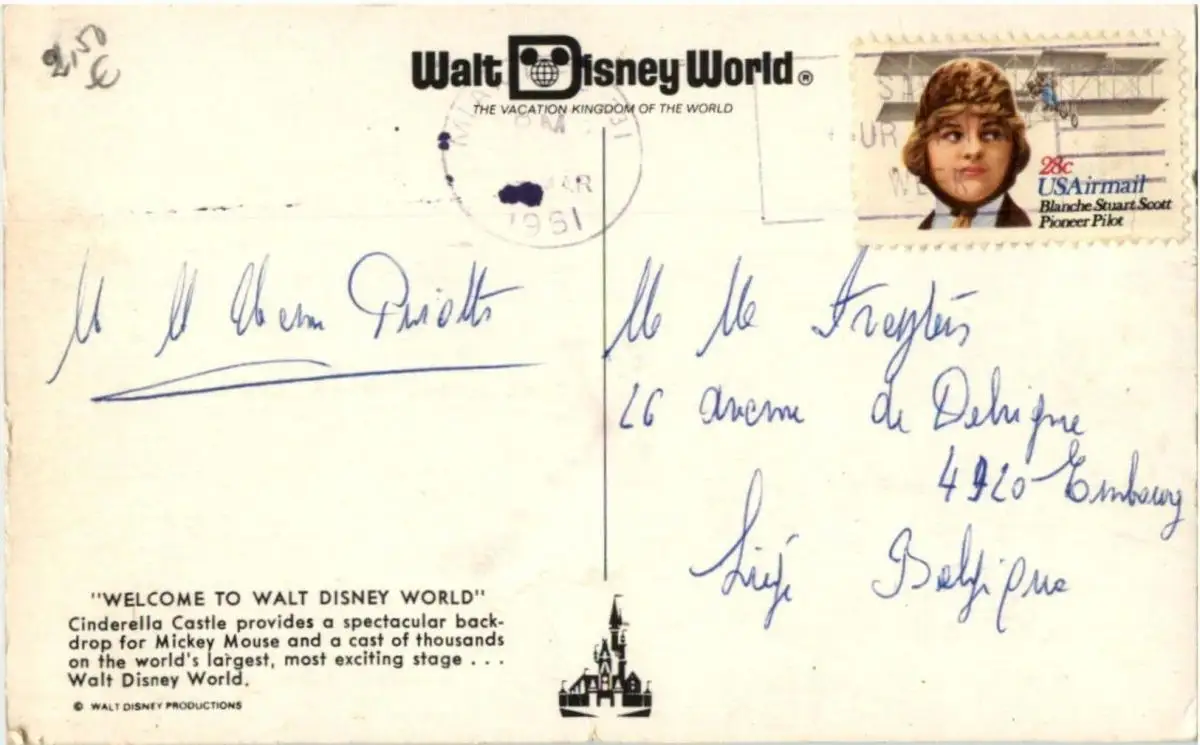 2,50
€
Walt Disney World ®
THE VACATION KINGDOM OF THE WORLD
MAR
1981
28c
USAirmail
Blanche Stuart Scott
Pioneer Pilot
26 avenue de
4920 Embourg
Liège Belgique
"WELCOME TO WALT DISNEY WORLD"
Cinderella Castle provides a spectacular back-
drop for Mickey Mouse and a cast of thousands
on the world's largest, most exciting stage . . .
Walt Disney World.
© WALT DISNEY PRODUCTIONS